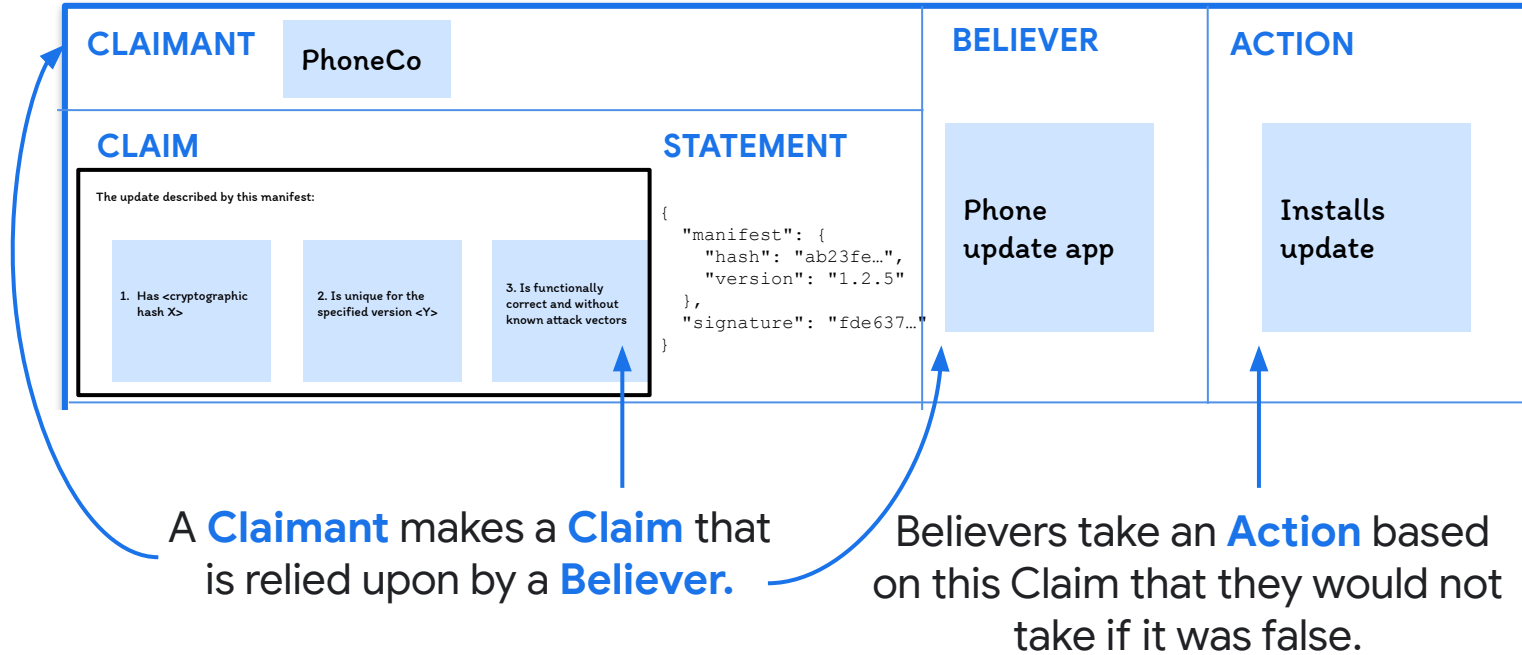 CLAIMANT
PhoneCo
BELIEVER
ACTION
CLAIM
STATEMENT
The update described by this manifest:
1. Has <cryptographic
hash X>
2. Is unique for the
specified version <Y>
3. Is functionally
correct and without
known attack vectors
{
"manifest": {
"hash": "ab23fe…",
"version": "1.2.5"
},
"signature": "fde637…"
}
Phone
update app
Installs
update
A Claimant makes a Claim that
is relied upon by a Believer.
Believers take an Action based
on this Claim that they would not
take if it was false.